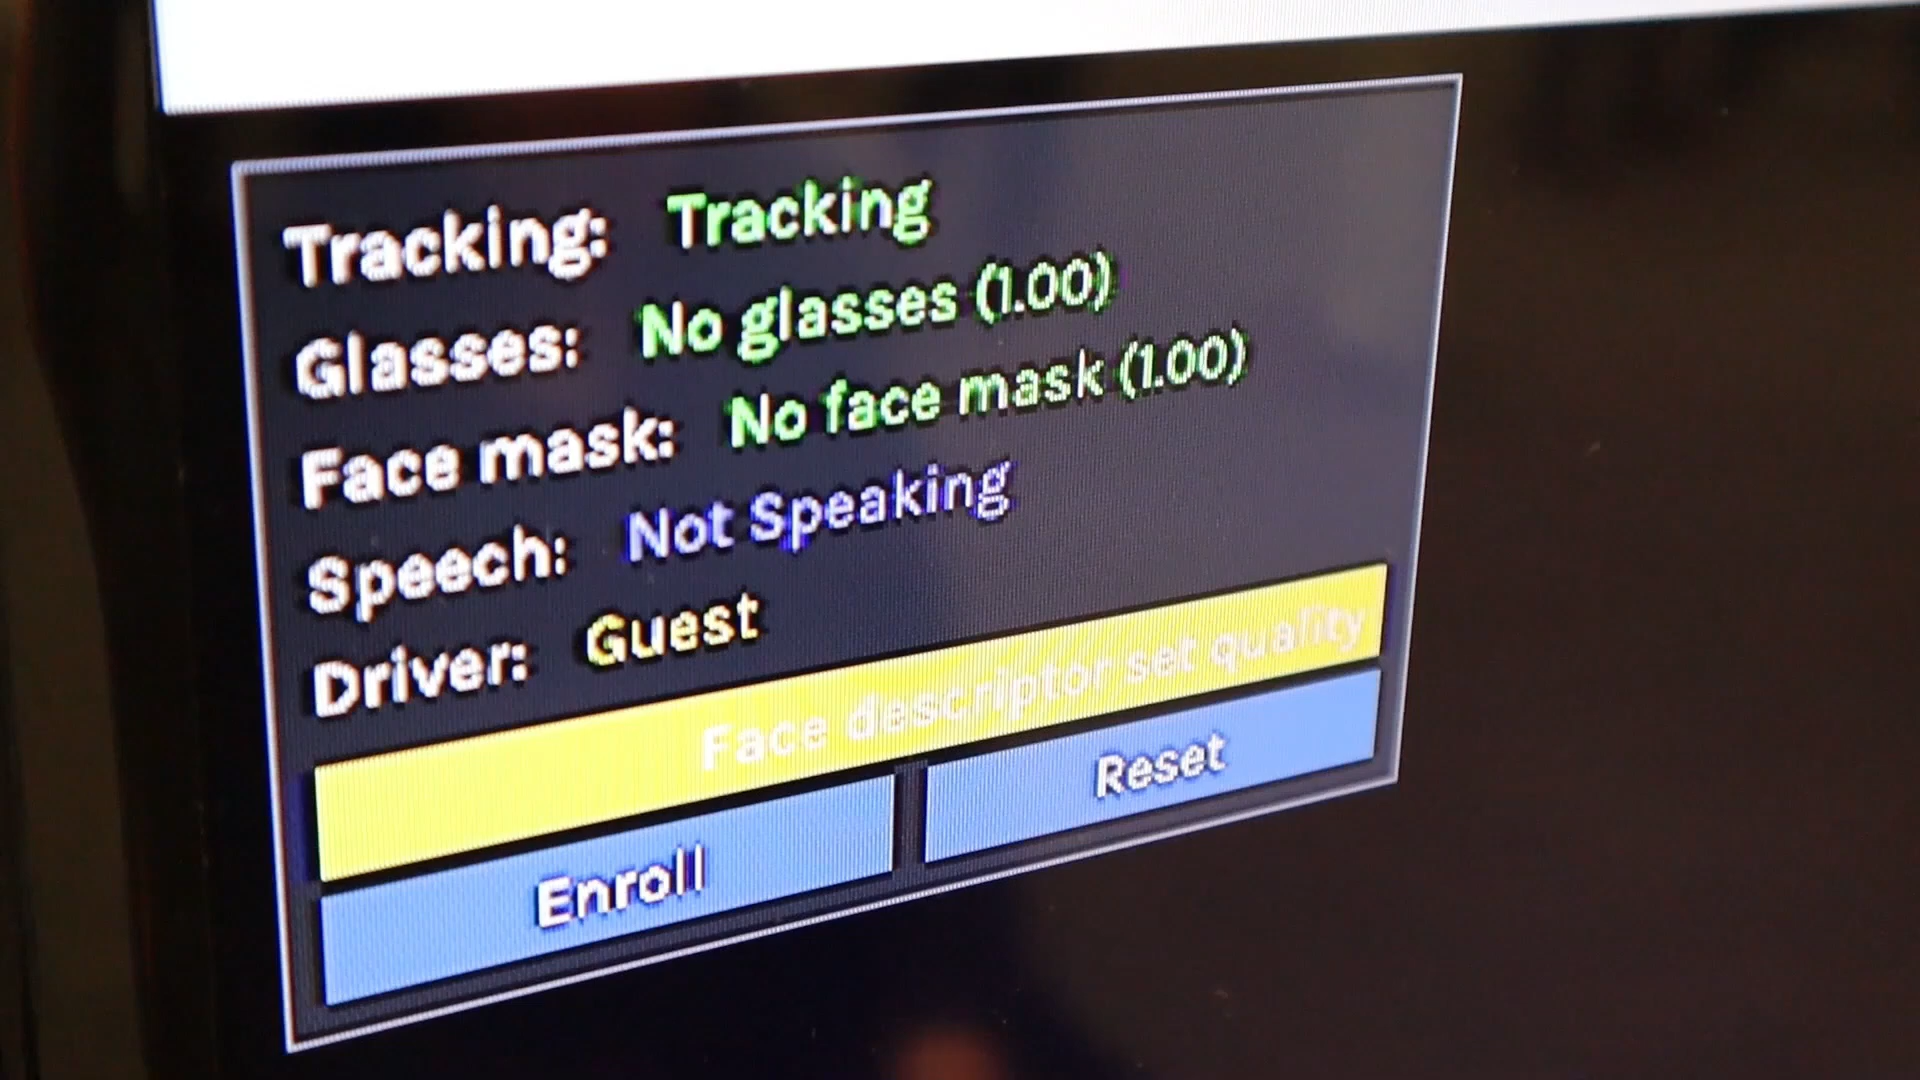 Tracking: Tracking
Glasses: No glasses (1.00)
Face mask: No face mask (1.00)
Speech: Not Speaking
Driver: Guest
Face descriptor set quality
Enroll Reset